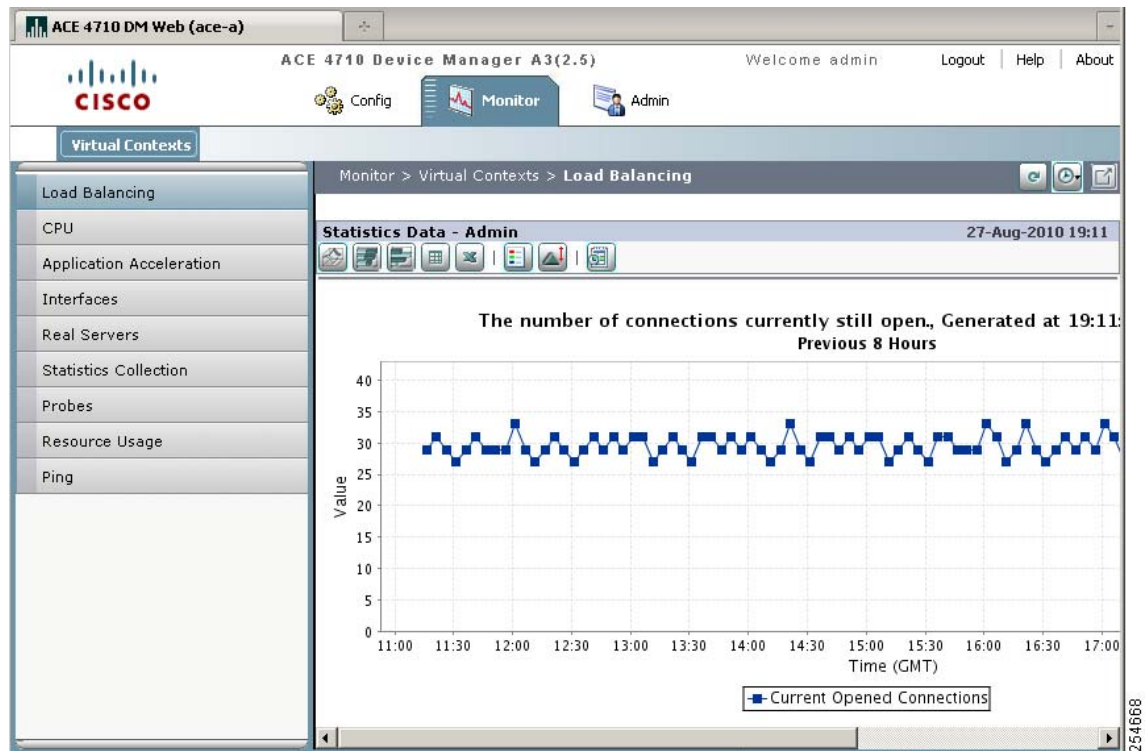 ACE 4710 DM Web (ace-a)
ACE 4710 Device Manager A3(2.5)
Welcome admin
Logout | Help | About
CISCO
Config
Monitor
Admin
Virtual Contexts
Load Balancing
CPU
Application Acceleration
Interfaces
Real Servers
Statistics Collection
Probes
Resource Usage
Ping
Monitor > Virtual Contexts > Load Balancing
Statistics Data - Admin
27-Aug-2010 19:11
The number of connections currently still open., Generated at 19:11:
Previous 8 Hours
Value
40
35
30
25
20
15
10
5
0
11:00 11:30 12:00 12:30 13:00 13:30 14:00 14:30 15:00 15:30 16:00 16:30 17:00
Time (GMT)
Current Opened Connections
254668